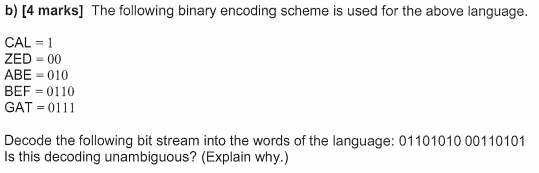 b) [4 marks] The following binary encoding scheme is used for the above language.
CAL = 1
ZED = 00
ABE = 010
BEF = 0110
GAT = 0111
Decode the following bit stream into the words of the language: 01101010 00110101
Is this decoding unambiguous? (Explain why.)